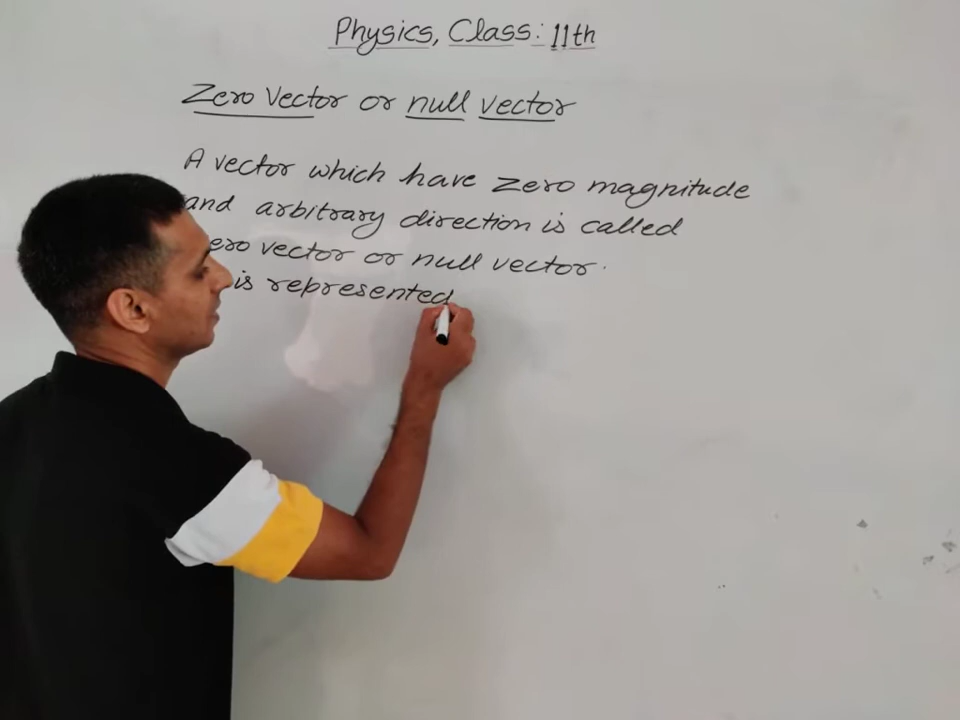 Physics, Class: 11th
Zero Vector or null vector
A vector which have zero magnitude
and arbitrary direction is called
ero vector or null vector.
is represented